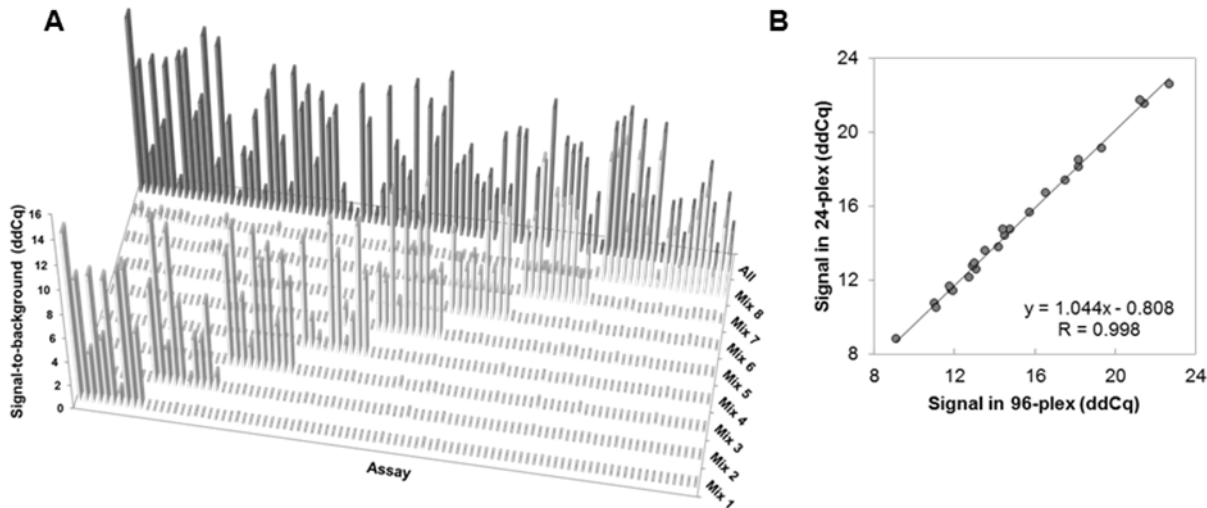 A
Signal-to-background (ddCq)
16
14
12
10
8
6
4
2
0
Assay
All
Mix 8
Mix 7
Mix 6
Mix 5
Mix 4
Mix 3
Mix 2
Mix 1
B
Signal in 24-plex (ddCq)
24
20
16
12
8
y = 1.044x - 0.808
R = 0.998
8 12 16 20 24
Signal in 96-plex (ddCq)